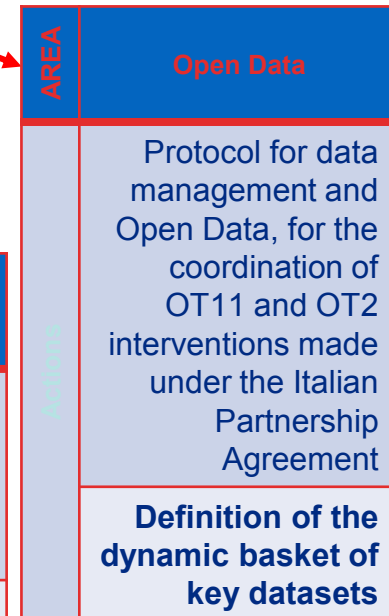 AREA
Open Data
Actions
Protocol for data
management and
Open Data, for the
coordination of
OT11 and OT2
interventions made
under the Italian
Partnership
Agreement
Definition of the
dynamic basket of
key datasets